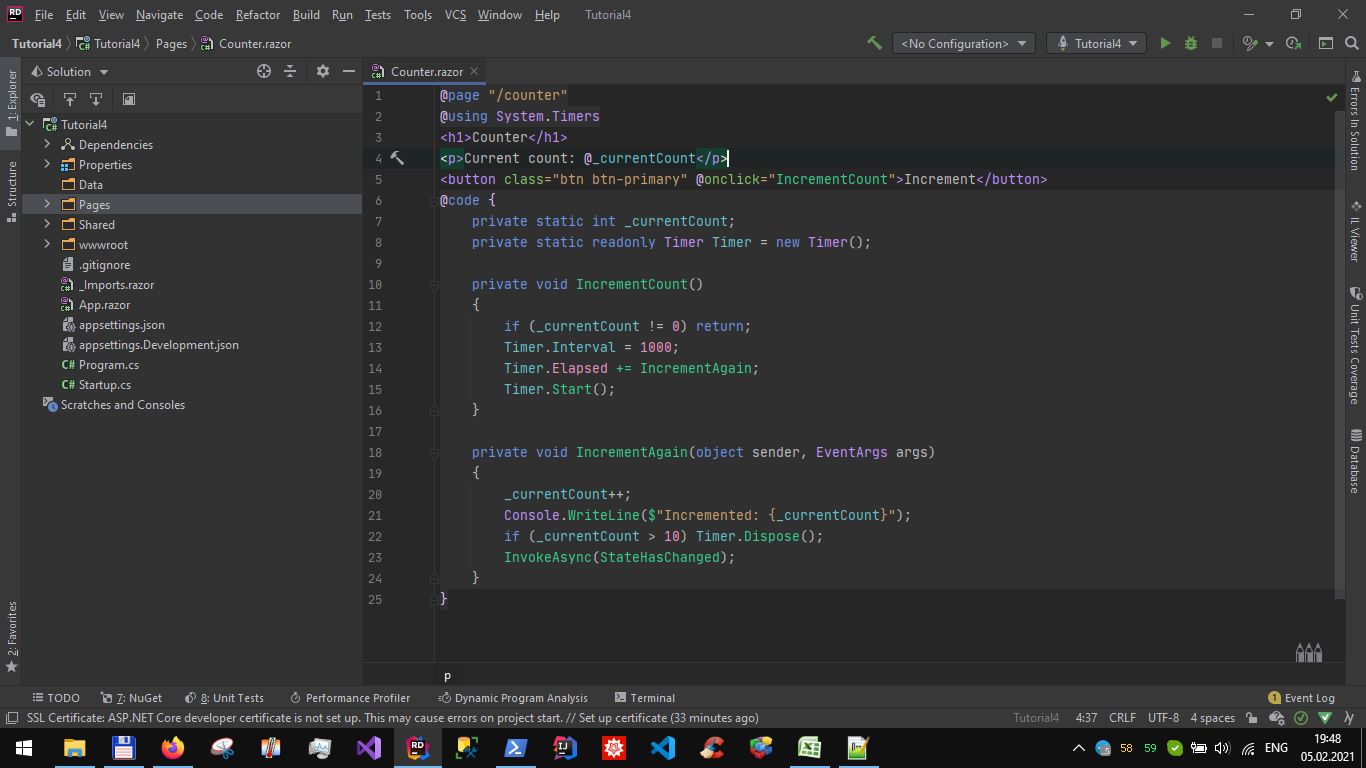 File Edit View Navigate Code Refactor Build Run Tests Tools VCS Window Help Tutorial4
Tutorial4 Tutorial4 Pages Counter.razor <No Configuration> Tutorial4
Solution
Counter.razor
1: Explorer
Structure
2: Favorites
Tutorial4
Dependencies
Properties
Data
Pages
Shared
wwwroot
.gitignore
_Imports.razor
App.razor
appsettings.json
appsettings.Development.json
C# Program.cs
C# Startup.cs
Scratches and Consoles
1 @page "/counter"
2 @using System.Timers
3 <h1>Counter</h1>
4 <p>Current count: @_currentCount</p>
5 <button class="btn btn-primary" @onclick="IncrementCount">Increment</button>
6 @code {
7 private static int _currentCount;
8 private static readonly Timer Timer = new Timer();
9
10 private void IncrementCount()
11 {
12 if (_currentCount != 0) return;
13 Timer.Interval = 1000;
14 Timer.Elapsed += IncrementAgain;
15 Timer.Start();
16 }
17
18 private void IncrementAgain(object sender, EventArgs args)
19 {
20 _currentCount++;
21 Console.WriteLine($"Incremented: {_currentCount}");
22 if (_currentCount > 10) Timer.Dispose();
23 InvokeAsync(StateHasChanged);
24 }
25 }
p
Errors In Solution
IL Viewer
Unit Tests Coverage
Database
TODO 7: NuGet 8: Unit Tests Performance Profiler Dynamic Program Analysis Terminal 1 Event Log
SSL Certificate: ASP.NET Core developer certificate is not set up. This may cause errors on project start. // Set up certificate (33 minutes ago) Tutorial4 4:37 CRLF UTF-8 4 spaces
RD IJ 58 59 ENG 19:48
05.02.2021